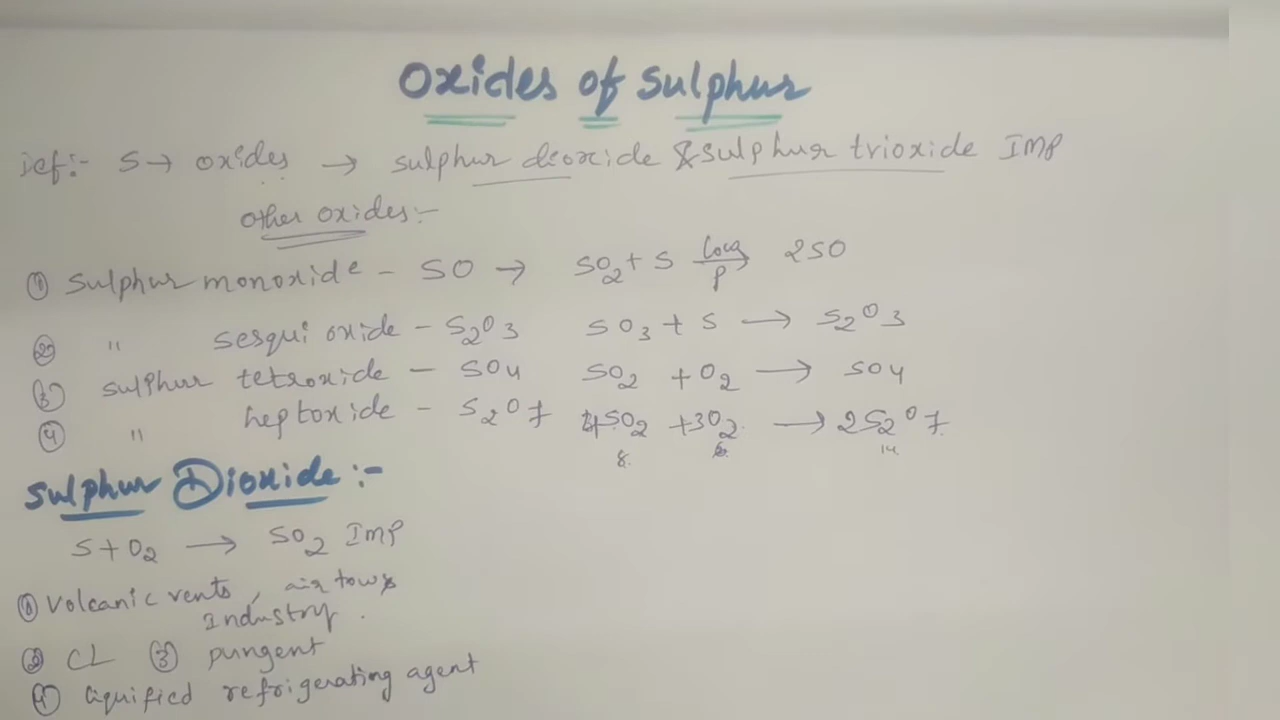 Oxides of Sulphur
Def:- S → oxides → sulphur dioxide & sulphur trioxide IMP
other oxides:-
① Sulphur monoxide - SO → SO₂ + S →(Low P) 2SO
② " sesqui oxide - S₂O₃ SO₃ + S → S₂O₃
③ sulphur tetroxide - SO₄ SO₂ + O₂ → SO₄
④ " heptoxide - S₂O₇ 4SO₂ + 3O₂ → 2S₂O₇
8 6 14
Sulphur Dioxide:-
S + O₂ → SO₂ IMP
① Volcanic vents, air
Industry.
② CL ③ pungent
④ liquified refrigerating agent